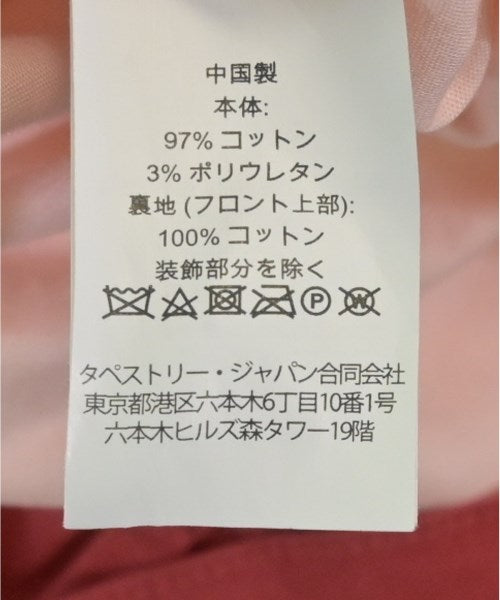 中国製
本体:
97% コットン
3% ポリウレタン
裏地 (フロント上部):
100% コットン
装飾部分を除く
P W
タペストリー・ジャパン合同会社
東京都港区六本木6丁目10番1号
六本木ヒルズ森タワー19階